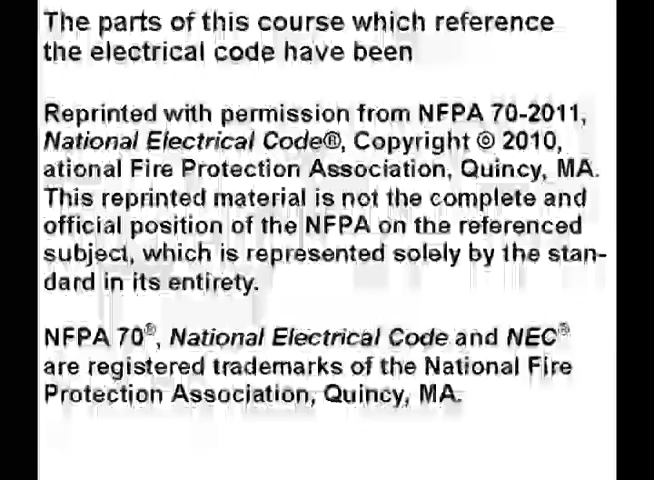 The parts of this course which reference
the electrical code have been
Reprinted with permission from NFPA 70-2011,
National Electrical Code®, Copyright © 2010,
ational Fire Protection Association, Quincy, MA.
This reprinted material is not the complete and
official position of the NFPA on the referenced
subject, which is represented solely by the stan-
dard in its entirety.
NFPA 70®, National Electrical Code and NEC®
are registered trademarks of the National Fire
Protection Association, Quincy, MA.